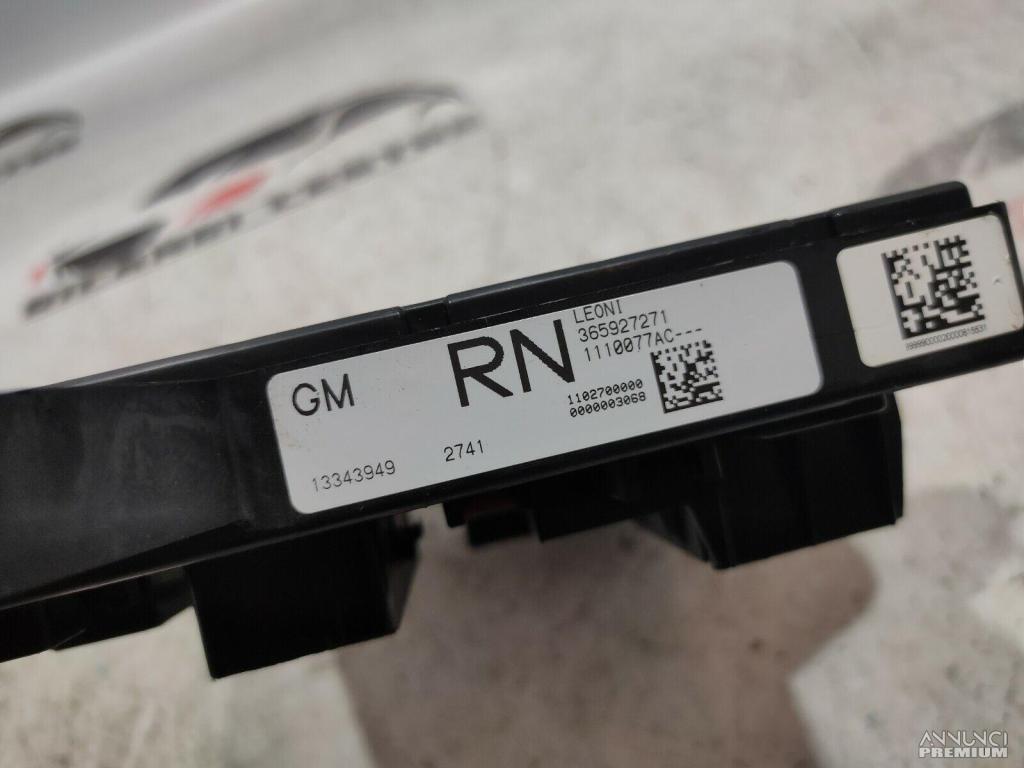 GM
RN
LEONI
365927271
1110077AC---
1102700000
0000003068
13343949
2741
ANNUNCI
PREMIUM